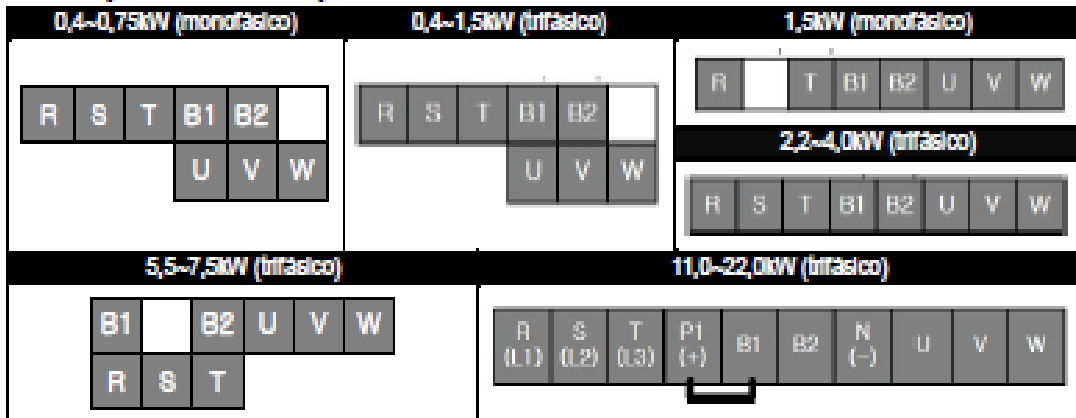 0,4~0,75kW (monofásico)
0,4~1,5kW (trifásico)
1,5kW (monofásico)
R S T B1 B2
U V W
R S T B1 B2
U V W
R T B1 B2 U V W
2,2~4,0kW (trifásico)
R S T B1 B2 U V W
5,5~7,5kW (trifásico)
11,0~22,0kW (trifásico)
B1 B2 U V W
R S T
R (L1) S (L2) T (L3) P1 (+) B1 B2 N (-) U V W